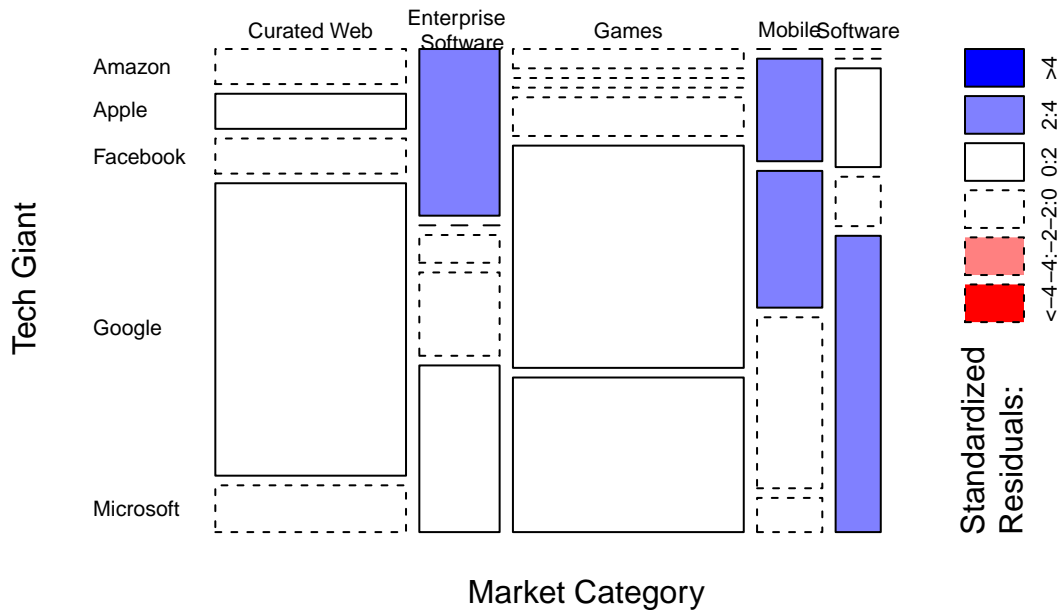 Enterprise
Curated Web
Games
Mobile
Software
Software
Amazon
Apple
Facebook
Google
Microsoft
Tech Giant
Market Category
Standardized
Residuals:
<−4
−4:−2
−2:0
0:2
2:4
>4